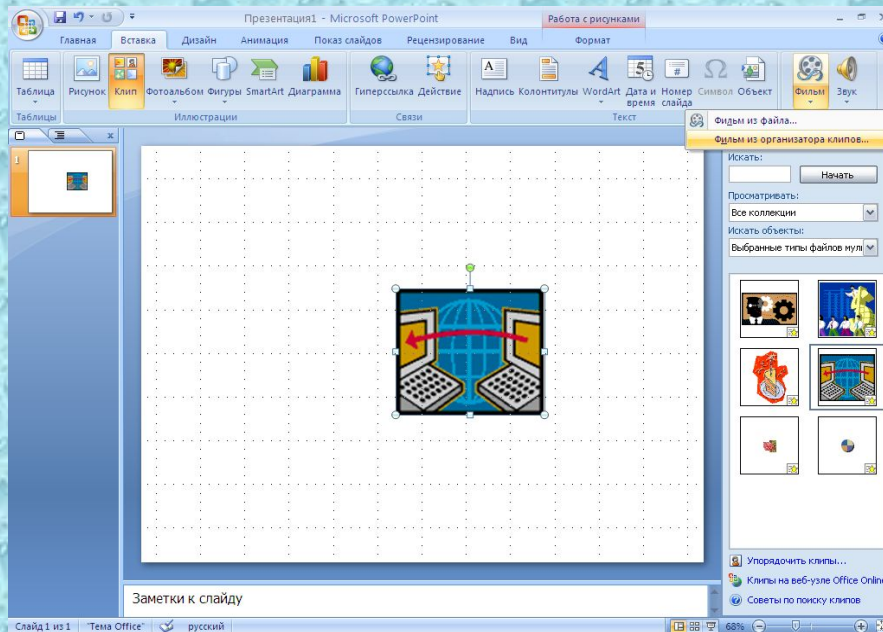 Презентация1 - Microsoft PowerPoint
Работа с рисунками
Главная Вставка Дизайн Анимация Показ слайдов Рецензирование Вид Формат
Таблица Рисунок Клип Фотоальбом Фигуры SmartArt Диаграмма Гиперссылка Действие Надпись Колонтитулы WordArt Дата и время Номер слайда Символ Объект Фильм Звук
Таблицы Иллюстрации Связи Текст
Фильм из файла...
Фильм из организатора клипов...
1
Искать:
Начать
Просматривать:
Все коллекции
Искать объекты:
Выбранные типы файлов мул
Упорядочить клипы...
Клипы на веб-узле Office Online
Советы по поиску клипов
Заметки к слайду
Слайд 1 из 1 "Тема Office" русский 68%